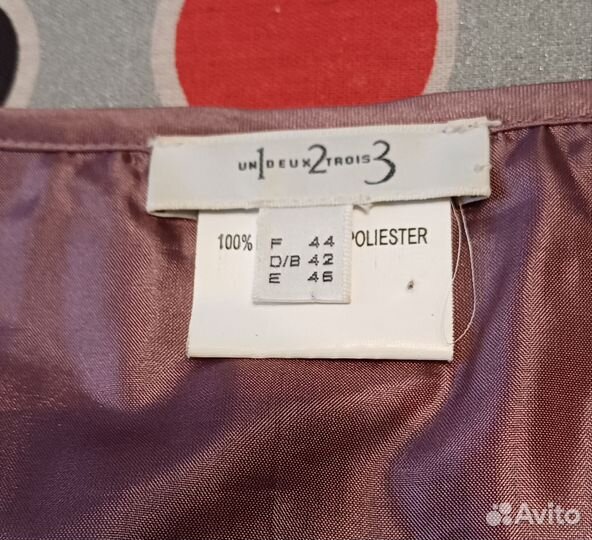 UN1DEUX2TROIS3
100% POLIESTER
F 44
D/B 42
E 46
Avito